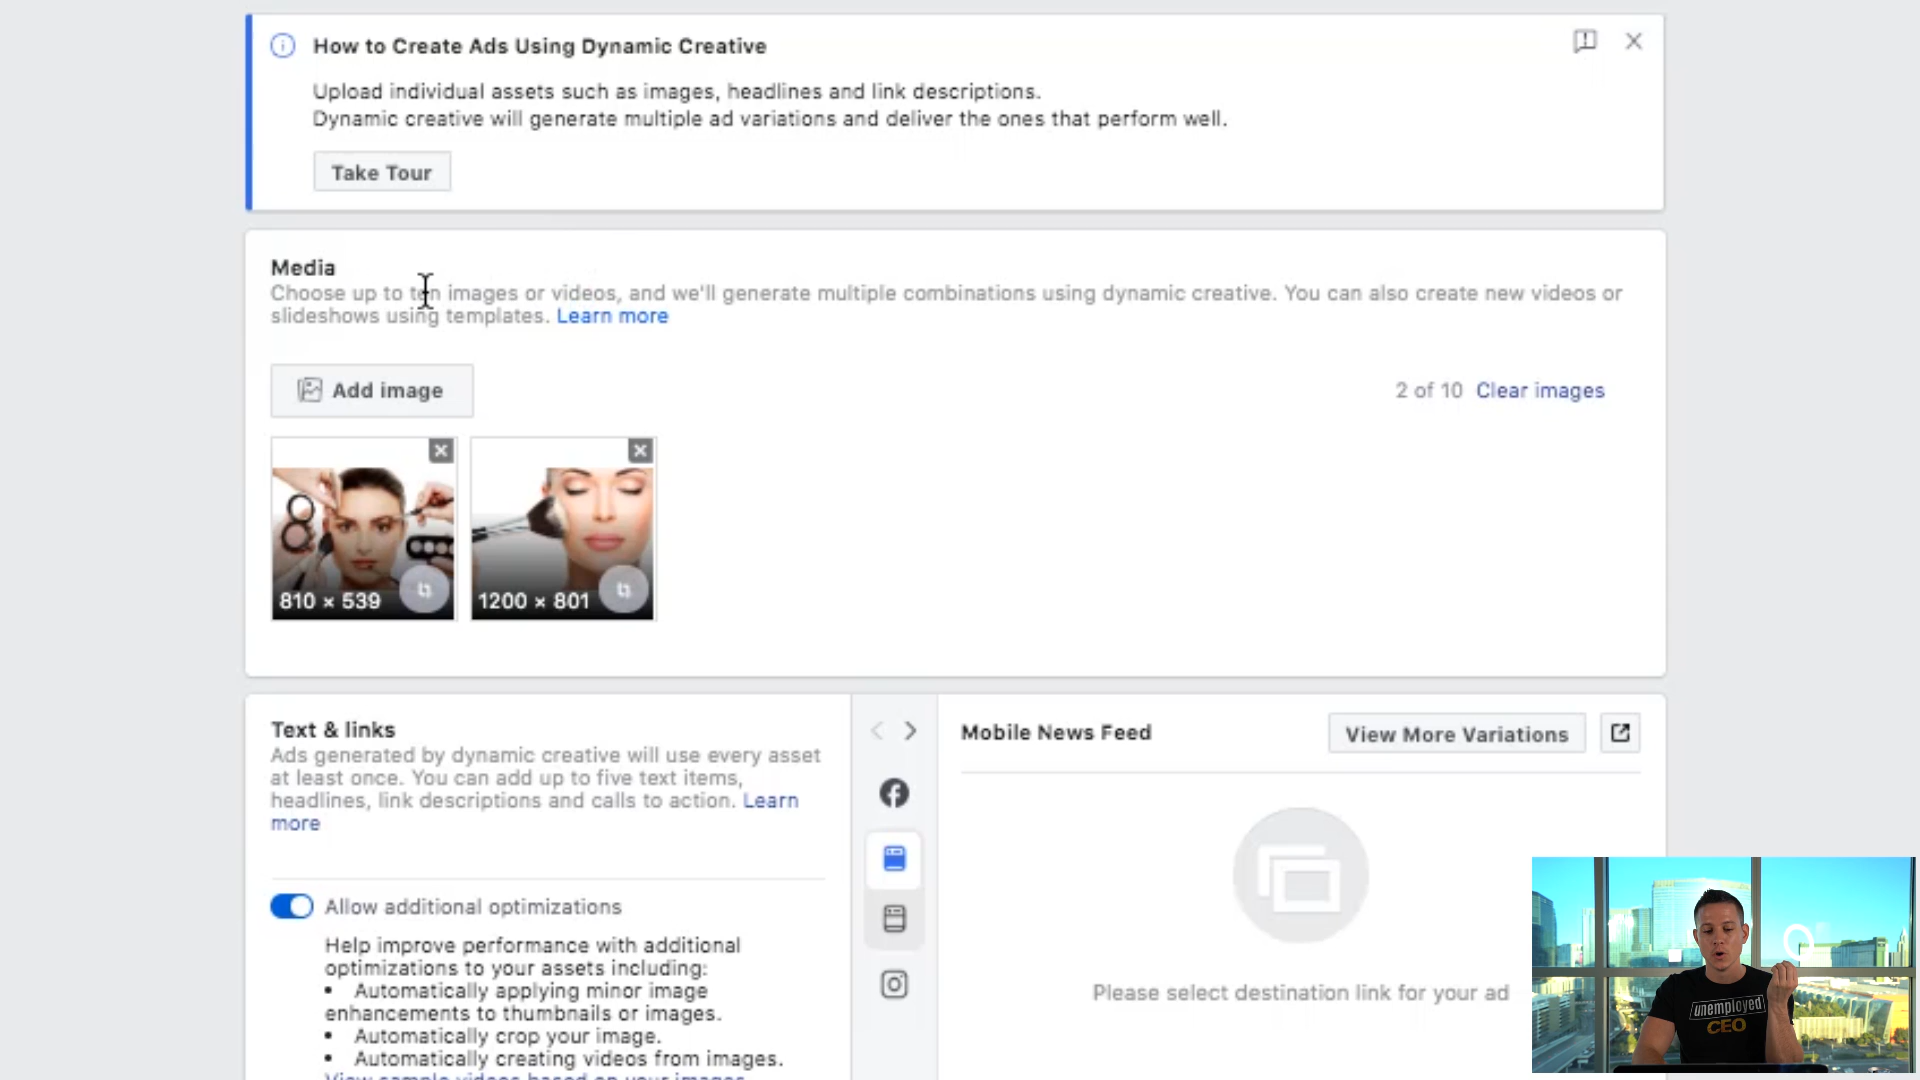 How to Create Ads Using Dynamic Creative
Upload individual assets such as images, headlines and link descriptions.
Dynamic creative will generate multiple ad variations and deliver the ones that perform well.
Take Tour
Media
Choose up to ten images or videos, and we'll generate multiple combinations using dynamic creative. You can also create new videos or
slideshows using templates. Learn more
Add image
2 of 10 Clear images
810 × 539
1200 × 801
Text & links
Ads generated by dynamic creative will use every asset
at least once. You can add up to five text items,
headlines, link descriptions and calls to action. Learn
more
Allow additional optimizations
Help improve performance with additional
optimizations to your assets including:
• Automatically applying minor image
enhancements to thumbnails or images.
• Automatically crop your image.
• Automatically creating videos from images.
View sample videos based on your images
Mobile News Feed
View More Variations
Please select destination link for your ad
unemployed
CEO